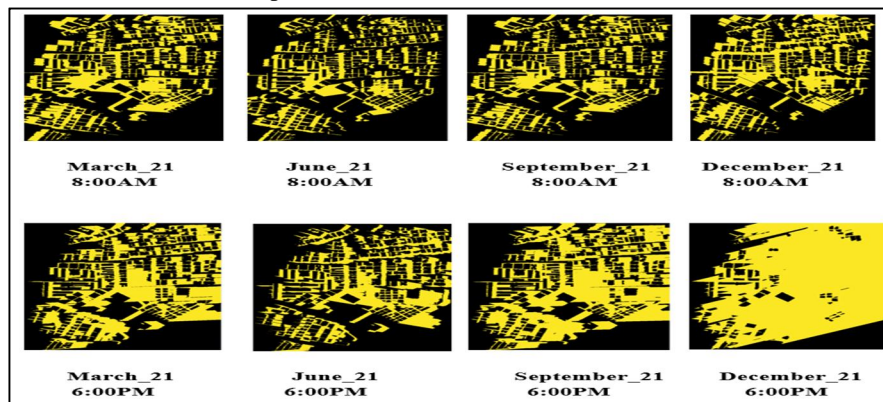 March_21
8:00AM
June_21
8:00AM
September_21
8:00AM
December_21
8:00AM
March_21
6:00PM
June_21
6:00PM
September_21
6:00PM
December_21
6:00PM